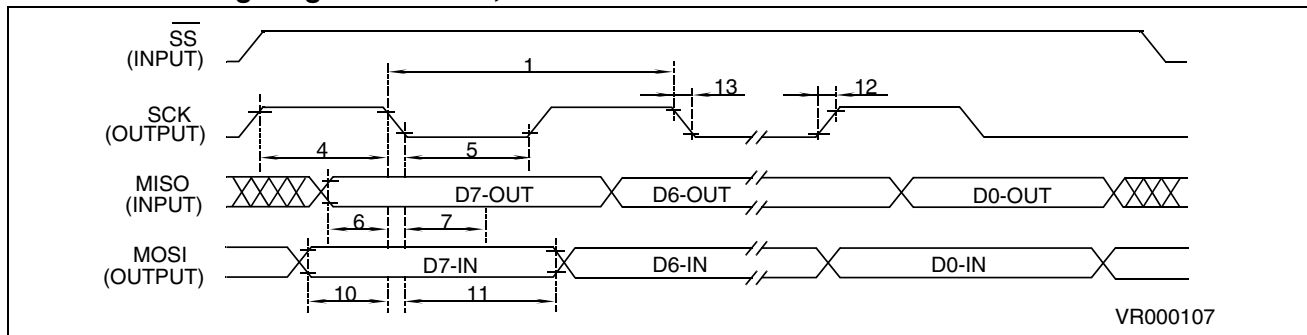 SS
(INPUT)
1
13
12
SCK
(OUTPUT)
4
5
MISO
(INPUT)
D7-OUT
D6-OUT
D0-OUT
6
7
MOSI
(OUTPUT)
D7-IN
D6-IN
D0-IN
10
11
VR000107